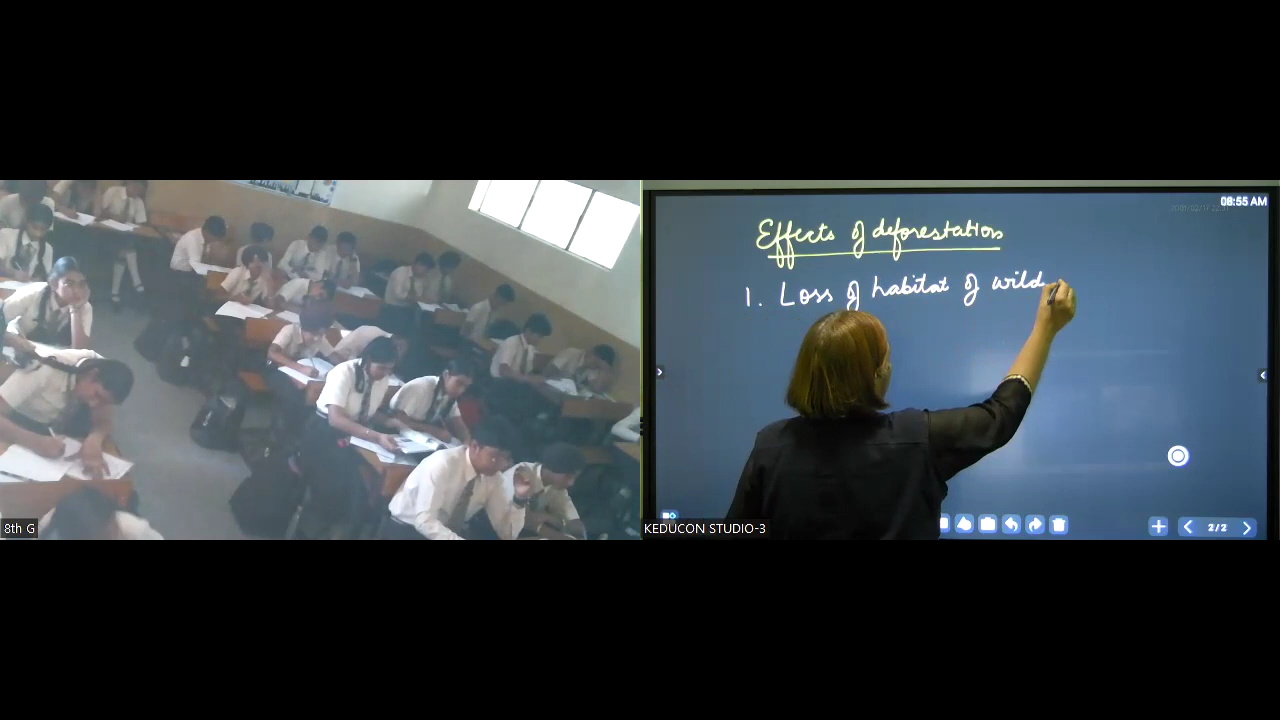 08:55 AM
Effects of deforestation
1. Loss of habitat of wild
2/2
8th G
KEDUCON STUDIO-3